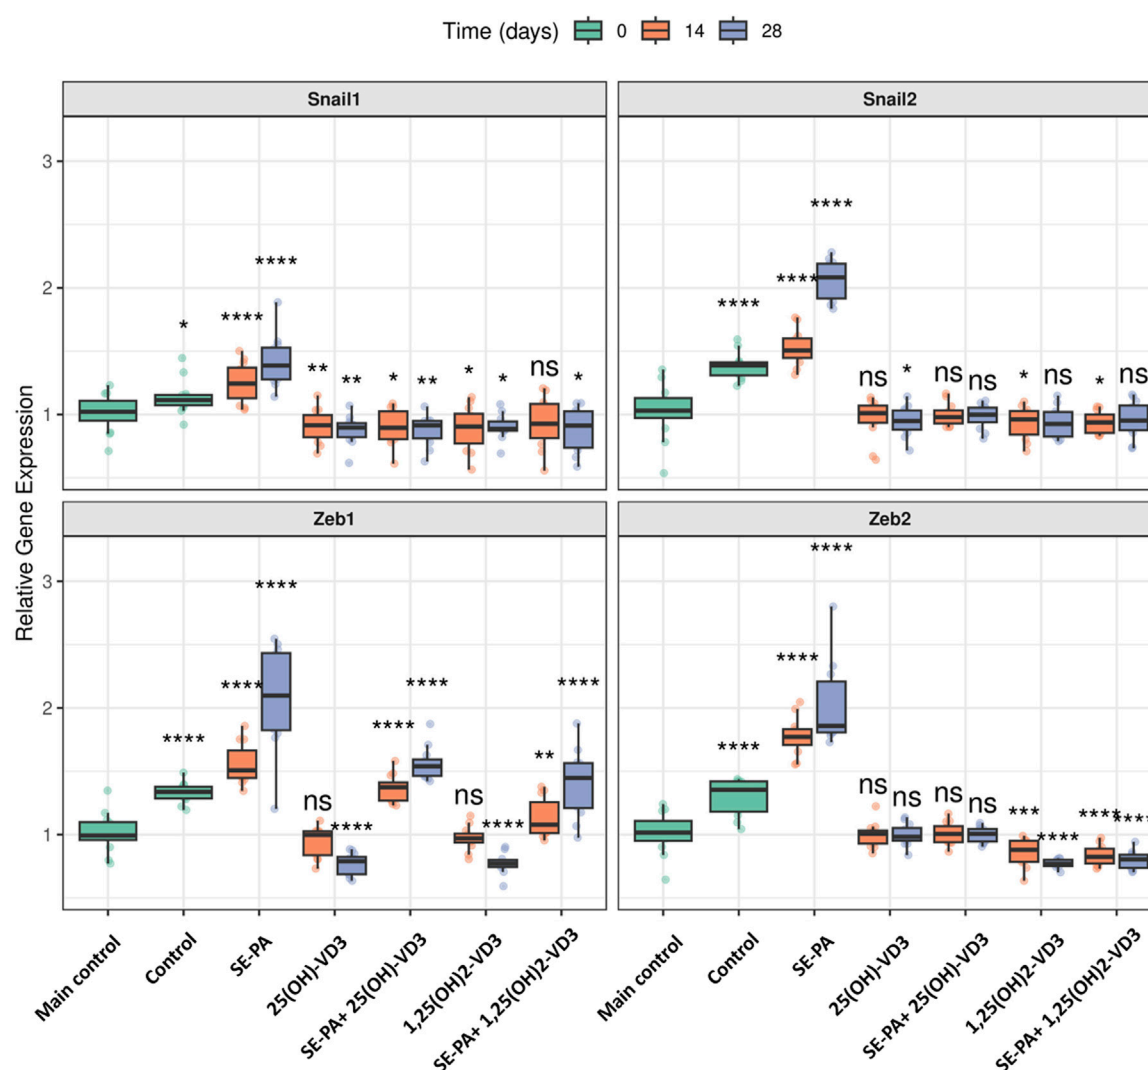 Time (days) 0 14 28
Snail1 Snail2
3
2
1
* **** **** ** ** * ** * * ns *
**** **** **** ns * ns ns * ns * ns
Relative Gene Expression
Zeb1 Zeb2
3
2
1
**** **** **** ns **** **** **** ns **** ** ****
**** **** **** ns ns ns ns *** **** **** ****
Main control Control SE-PA 25(OH)-VD3 SE-PA+ 25(OH)-VD3 1,25(OH)2-VD3 SE-PA+ 1,25(OH)2-VD3
Main control Control SE-PA 25(OH)-VD3 SE-PA+ 25(OH)-VD3 1,25(OH)2-VD3 SE-PA+ 1,25(OH)2-VD3